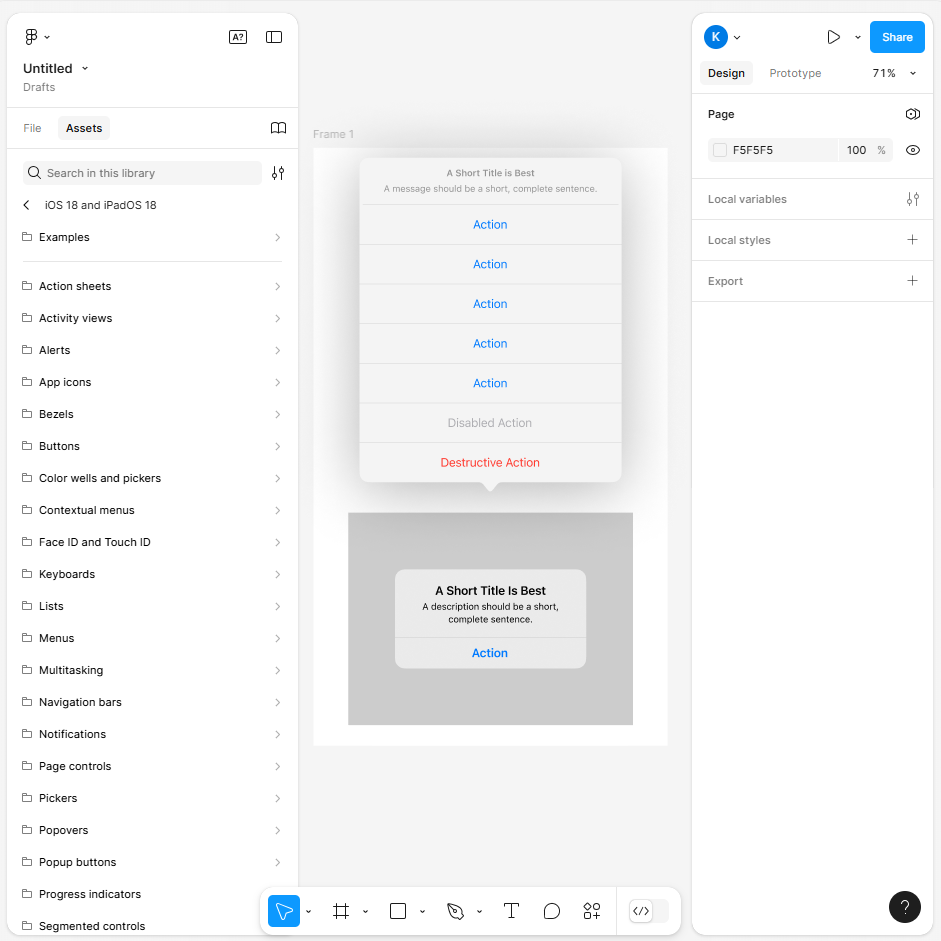 A?
Untitled
Drafts
File
Assets
Search in this library
iOS 18 and iPadOS 18
Examples
Action sheets
Activity views
Alerts
App icons
Bezels
Buttons
Color wells and pickers
Contextual menus
Face ID and Touch ID
Keyboards
Lists
Menus
Multitasking
Navigation bars
Notifications
Page controls
Pickers
Popovers
Popup buttons
Progress indicators
Segmented controls
Frame 1
A Short Title is Best
A message should be a short, complete sentence.
Action
Action
Action
Action
Action
Disabled Action
Destructive Action
A Short Title Is Best
A description should be a short,
complete sentence.
Action
T
</>
K
Share
Design
Prototype
71%
Page
F5F5F5
100 %
Local variables
Local styles
Export
?